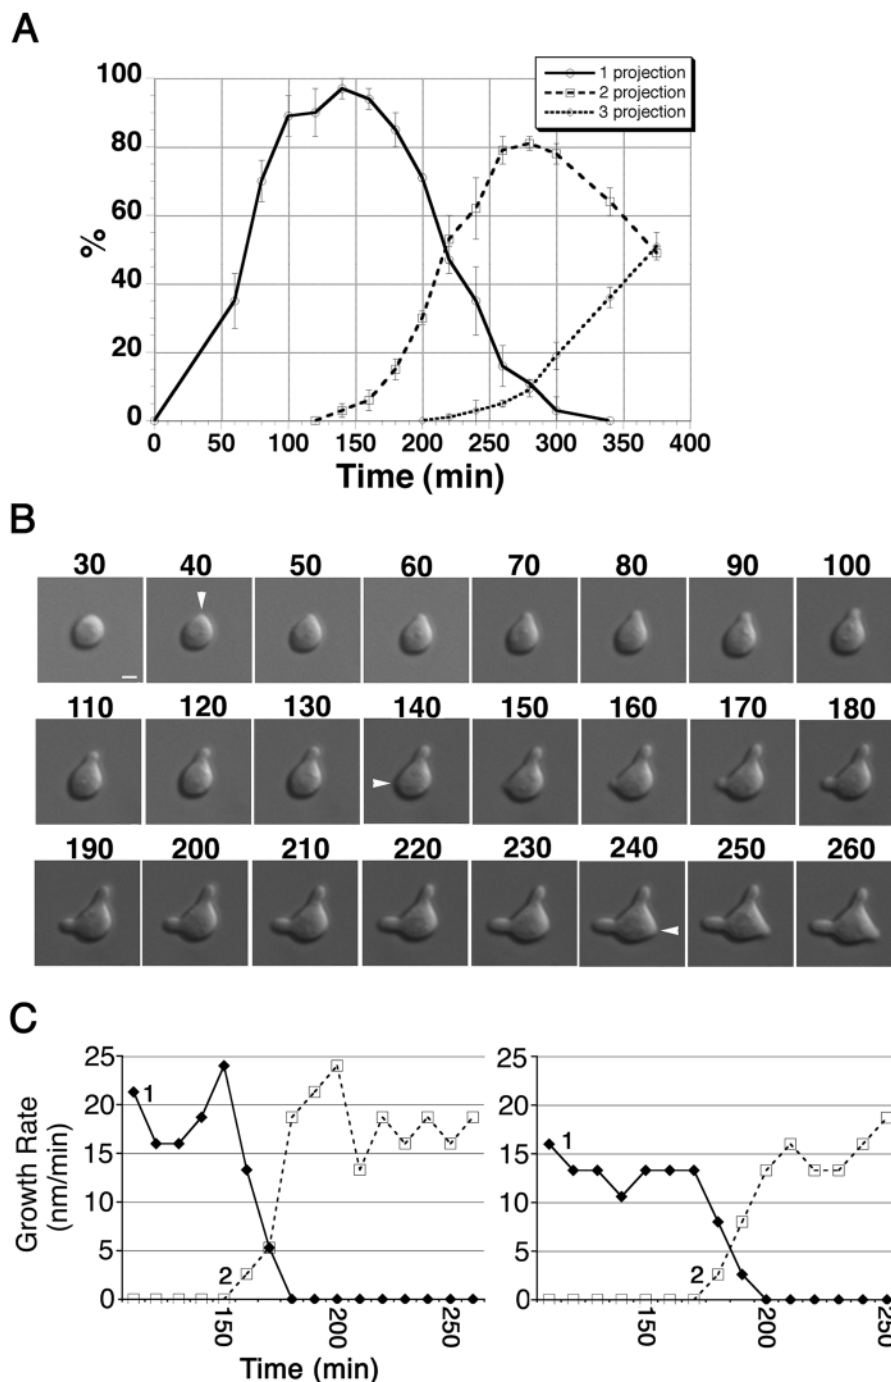 A
1 projection
2 projection
3 projection
100
80
60
40
20
0
%
0 50 100 150 200 250 300 350 400
Time (min)
B
30 40 50 60 70 80 90 100
110 120 130 140 150 160 170 180
190 200 210 220 230 240 250 260
C
25
20
15
10
5
0
Growth Rate
(nm/min)
1
2
150 200 250
Time (min)
25
20
15
10
5
0
1
2
150 200 250